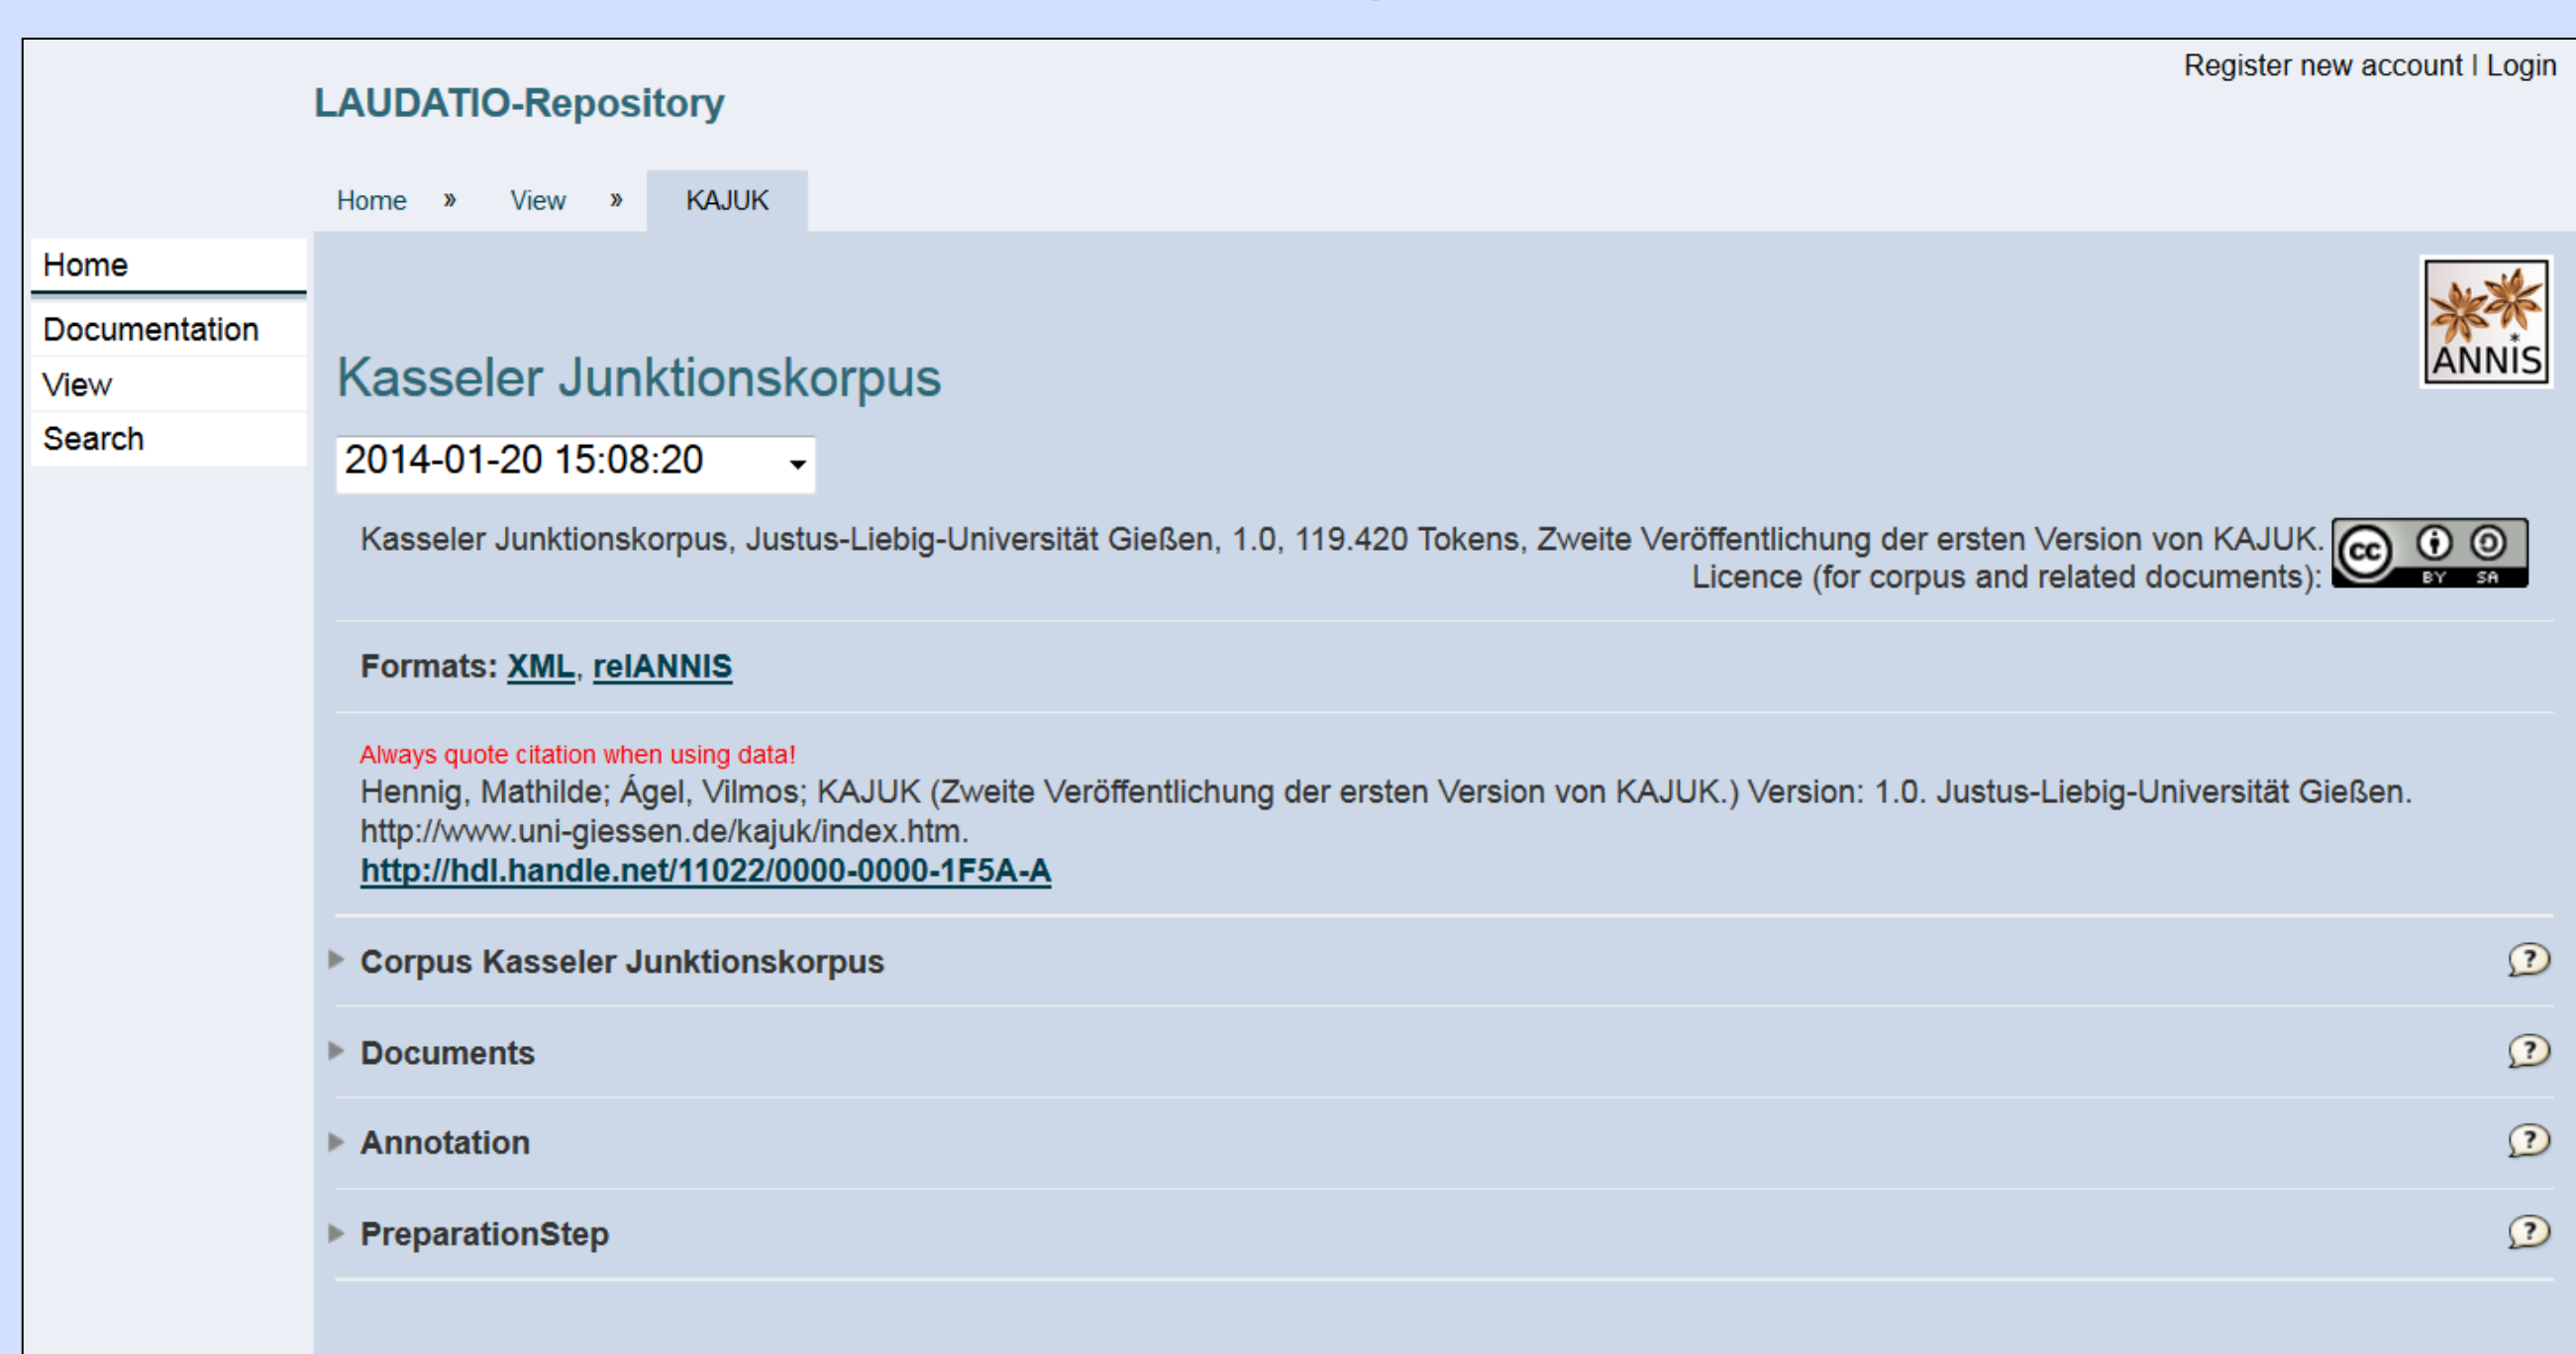 Register new account | Login
LAUDATIO-Repository
Home » View » KAJUK
Home
Documentation
View
Search
ANNIS
Kasseler Junktionskorpus
2014-01-20 15:08:20
Kasseler Junktionskorpus, Justus-Liebig-Universität Gießen, 1.0, 119.420 Tokens, Zweite Veröffentlichung der ersten Version von KAJUK.
Licence (for corpus and related documents):
cc BY SA
Formats: XML, relANNIS
Always quote citation when using data!
Hennig, Mathilde; Ágel, Vilmos; KAJUK (Zweite Veröffentlichung der ersten Version von KAJUK.) Version: 1.0. Justus-Liebig-Universität Gießen.
http://www.uni-giessen.de/kajuk/index.htm.
http://hdl.handle.net/11022/0000-0000-1F5A-A
Corpus Kasseler Junktionskorpus ?
Documents ?
Annotation ?
PreparationStep ?